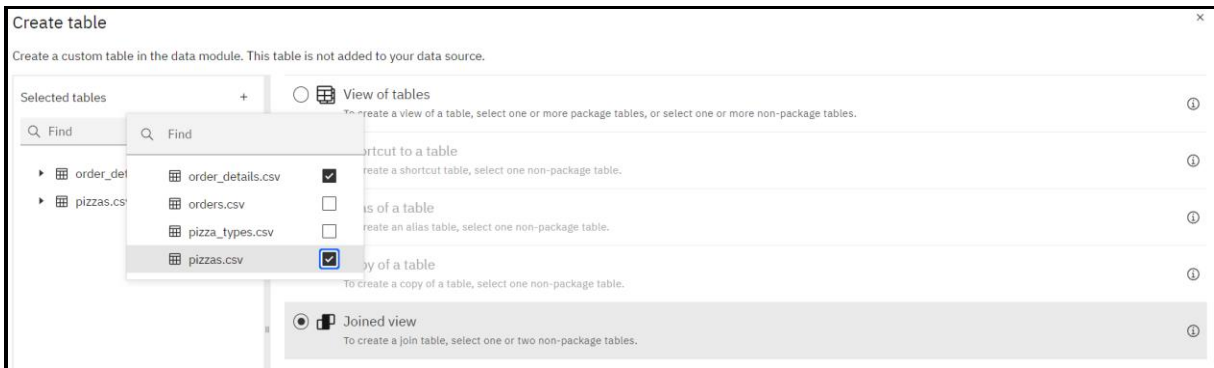 Create table
Create a custom table in the data module. This table is not added to your data source.
Selected tables
Find
order_det
pizzas.cs
Find
order_details.csv
orders.csv
pizza_types.csv
pizzas.csv
View of tables
To create a view of a table, select one or more package tables, or select one or more non-package tables.
rtcut to a table
reate a shortcut table, select one non-package table.
as of a table
reate an alias table, select one non-package table.
py of a table
To create a copy of a table, select one non-package table.
Joined view
To create a join table, select one or two non-package tables.